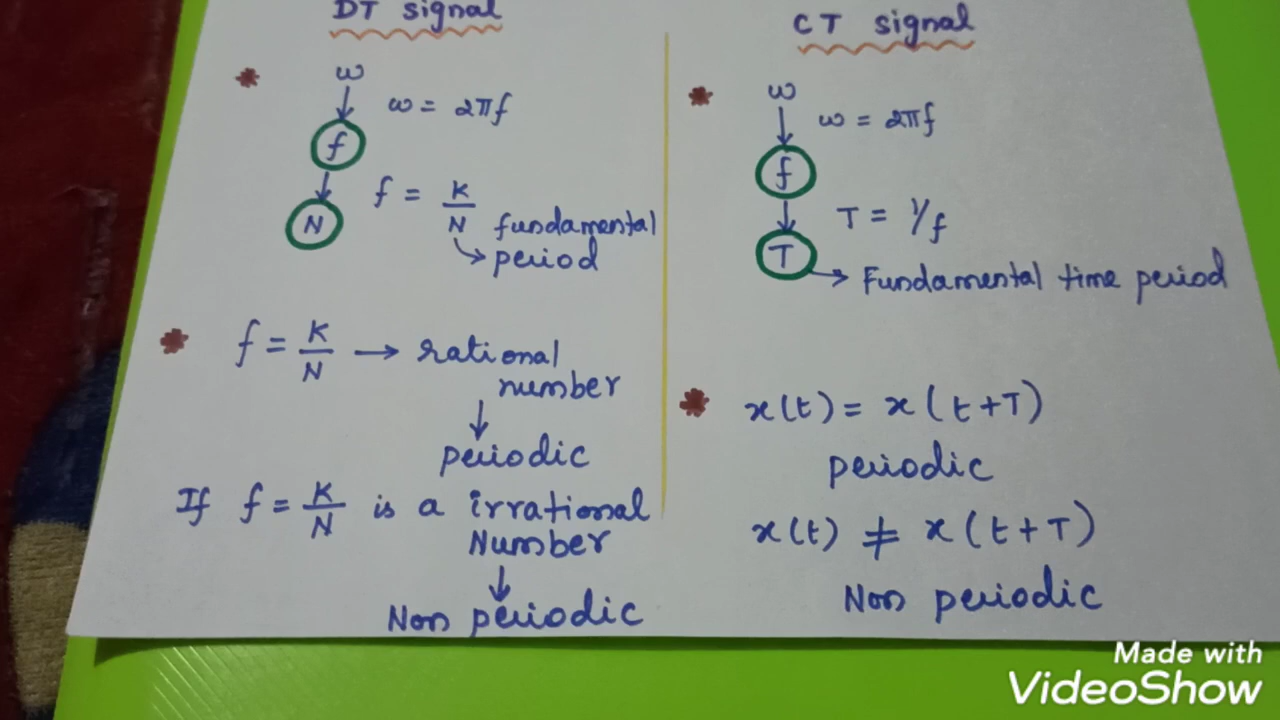 DT signal
ω
ω = 2πf
f
f = K/N
N
fundamental
period
f = K/N → rational
number
↓
periodic
If f = K/N is a irrational
Number
↓
Non periodic
CT signal
ω
ω = 2πf
f
T = 1/f
T
→ Fundamental time period
x(t) = x(t+T)
periodic
x(t) ≠ x(t+T)
Non periodic
Made with
VideoShow